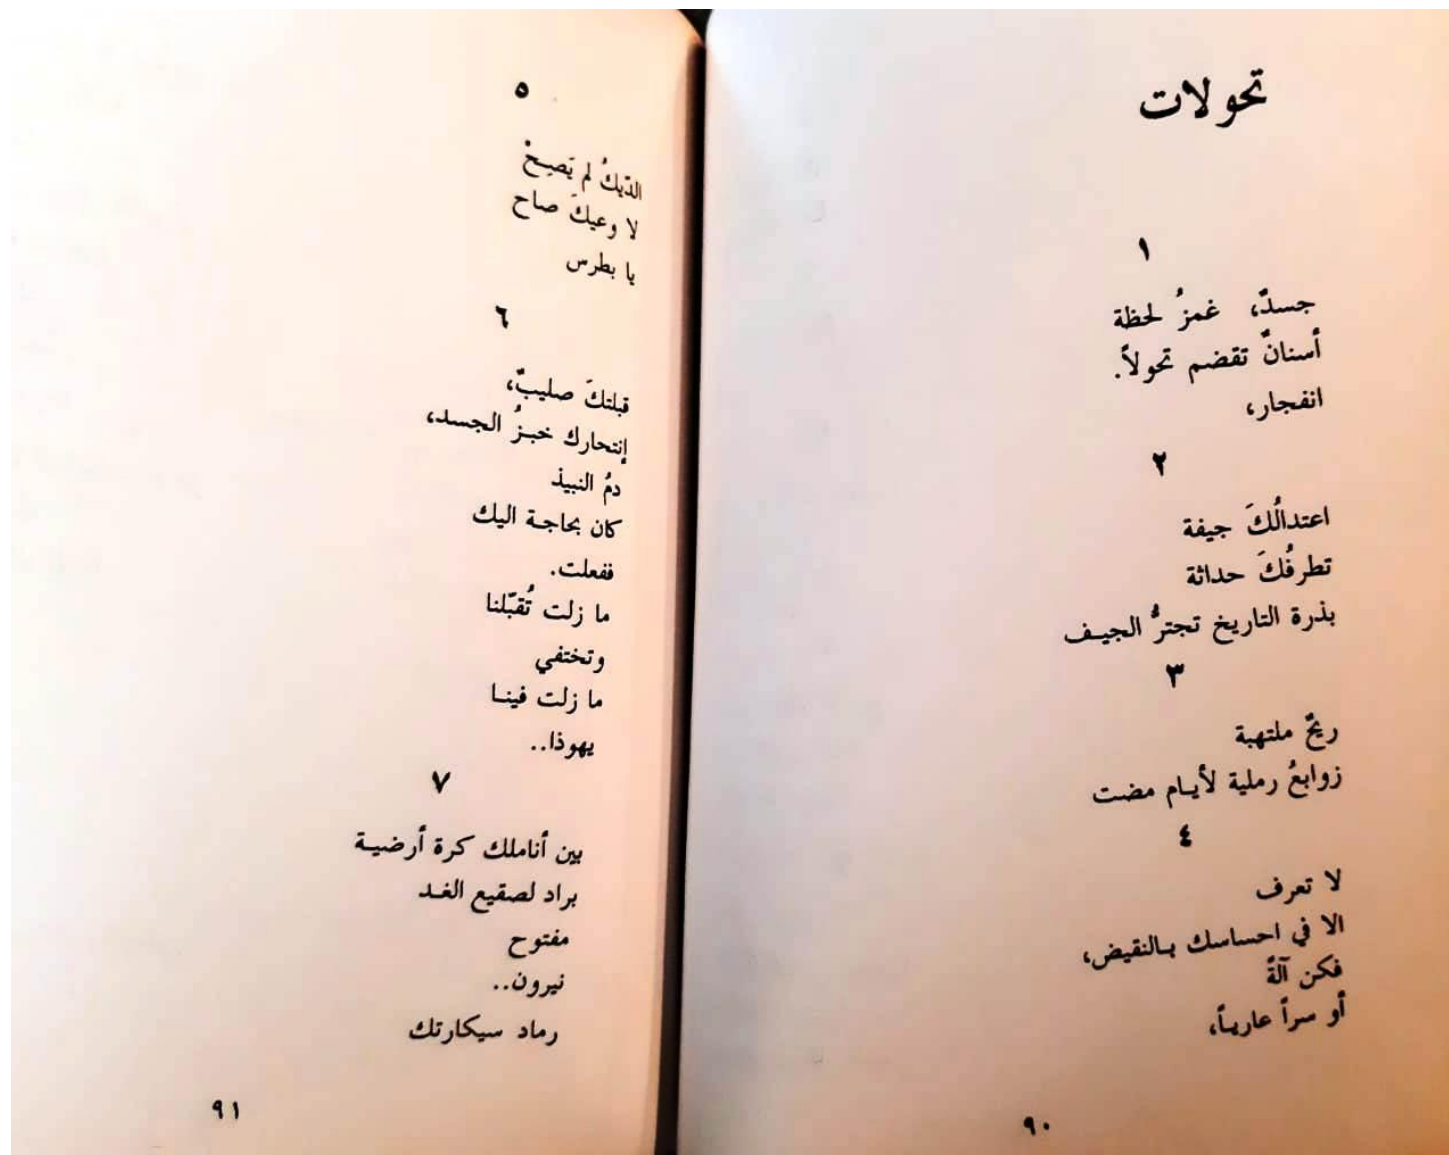 تحولات
١
جسدٌ، غمزُ لحظة
أسنانٌ تقضم تحولاً.
انفجار،
٢
اعتدالُكَ جيفة
تطرفُكَ حداثة
بذرة التاريخ تجترُّ الجيف
٣
ريحٌ ملتهبة
زوابعُ رملية لأيام مضت
٤
لا تعرف
الا في احساسك بالنقيض،
فكن آلةً
أو سراً عارياً،
٩٠
٥
الدّيكُ لم يَصِحْ
لا وعيكَ صاح
يا بطرس
٦
قبلتكَ صليبٌ،
إنتحارك خبزُ الجسد،
دمُ النبيذ
كان بحاجة اليك
ففعلت.
ما زلت تُقبّلنا
وتختفي
ما زلت فينا
يهوذا..
٧
بين أناملك كرة أرضية
براد لصقيع الغد
مفتوح
نيرون..
رماد سيكارتك
٩١